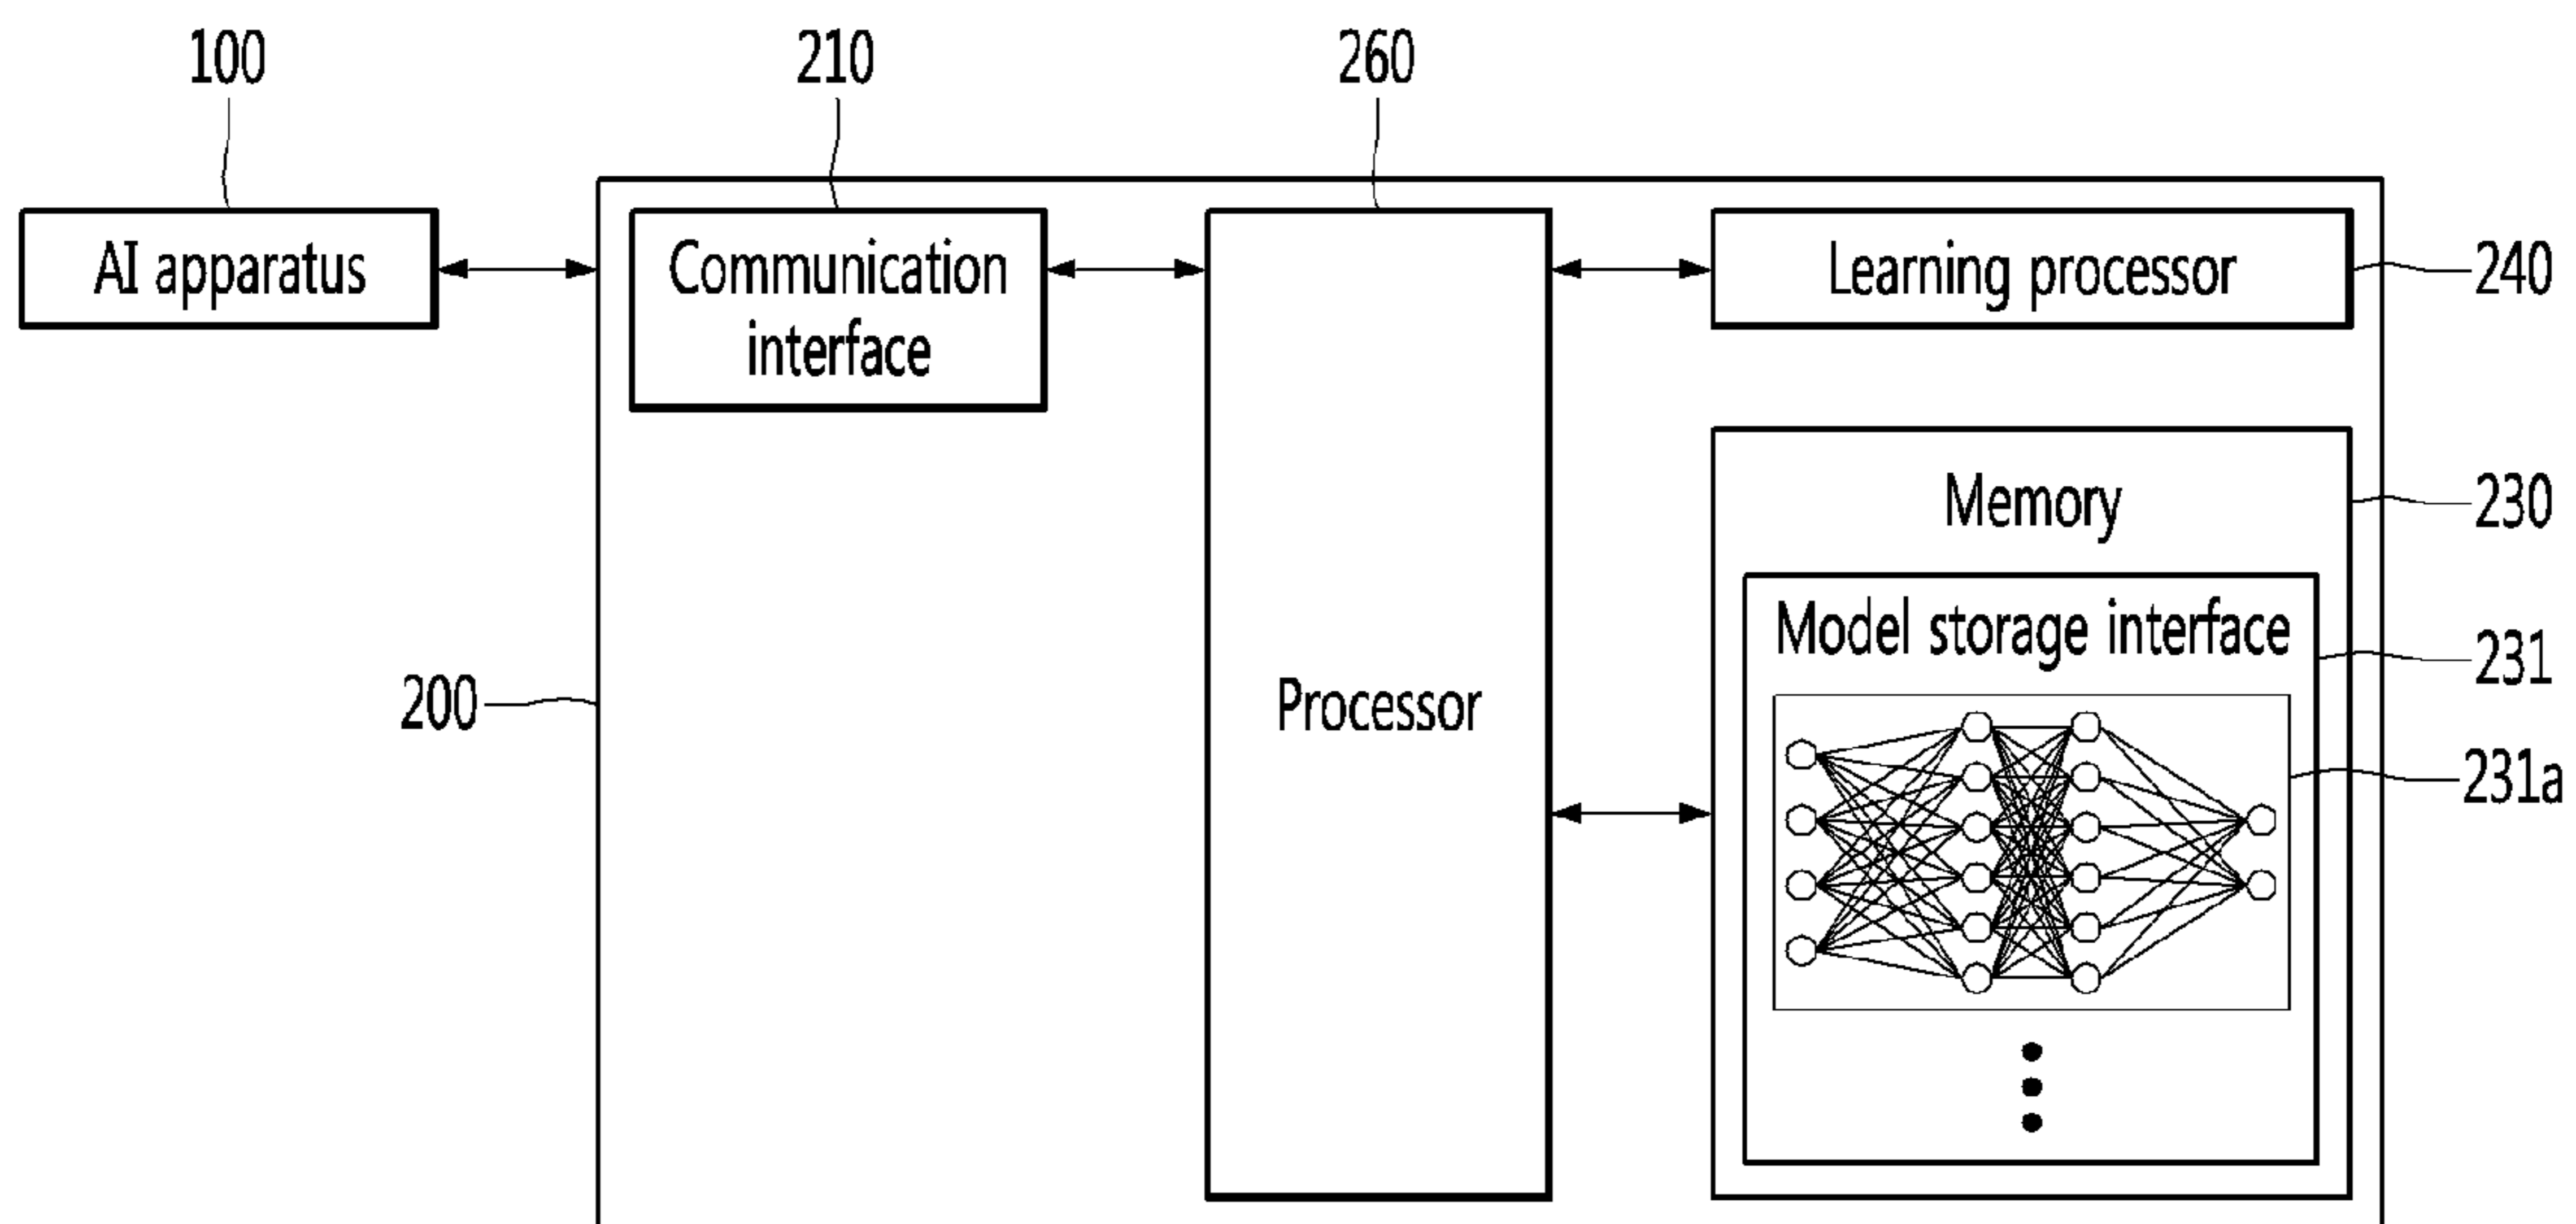 100
210
260
AI apparatus
Communication
interface
Learning processor
240
Memory
230
Model storage interface
231
200
Processor
231a